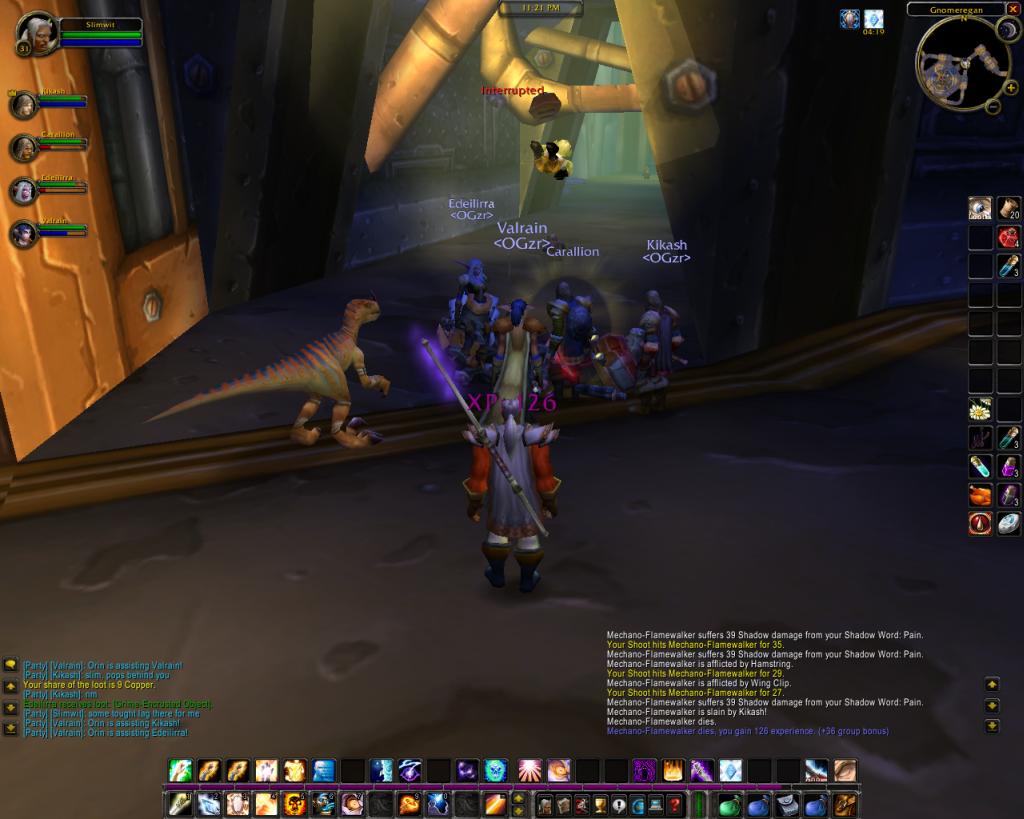 11:21 PM
Gnomeregan
N
Slimwit
31
04:19
Kikash
Interrupted
Carallion
Edeilirra
Valrain
Edeilirra
<OGzr>
Valrain
<OGzr>
Carallion
Kikash
<OGzr>
XP: 126
20
4
3
3
3
3
Mechano-Flamewalker suffers 39 Shadow damage from your Shadow Word: Pain.
Your Shoot hits Mechano-Flamewalker for 35.
Mechano-Flamewalker suffers 39 Shadow damage from your Shadow Word: Pain.
Mechano-Flamewalker is afflicted by Hamstring.
Your Shoot hits Mechano-Flamewalker for 29.
Mechano-Flamewalker is afflicted by Wing Clip.
Your Shoot hits Mechano-Flamewalker for 27.
Mechano-Flamewalker suffers 39 Shadow damage from your Shadow Word: Pain.
Mechano-Flamewalker is slain by Kikash!
Mechano-Flamewalker dies.
Mechano-Flamewalker dies, you gain 126 experience. (+36 group bonus)
[Party] [Valrain]: Orin is assisting Valrain!
[Party] [Kikash]: slim. pops behind you
Your share of the loot is 9 Copper.
[Party] [Kikash]: nm
Edeilirra receives loot: [Grime-Encrusted Object].
[Party] [Slimwit]: some tought lag there for me
[Party] [Valrain]: Orin is assisting Kikash!
[Party] [Valrain]: Orin is assisting Edeilirra!